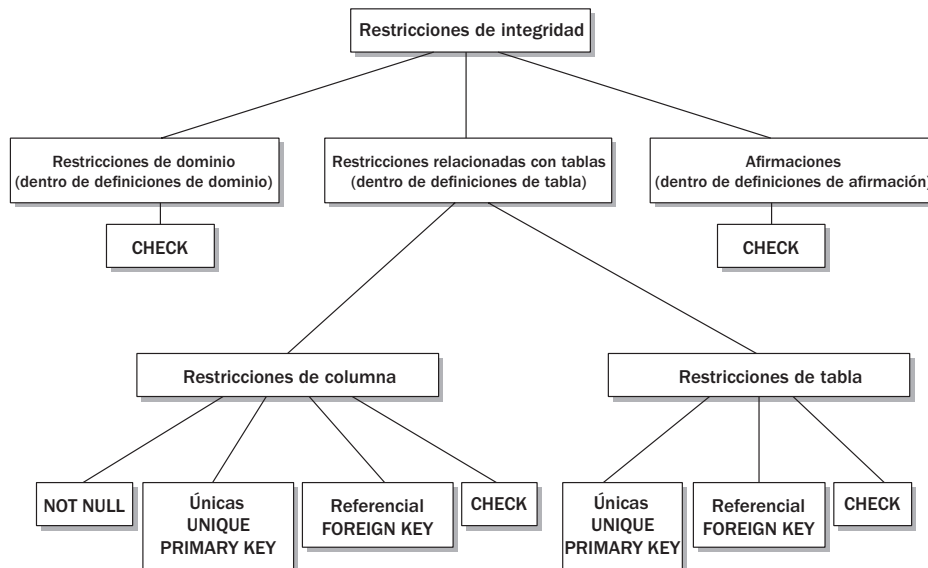 Restricciones de integridad
Restricciones de dominio
(dentro de definiciones de dominio)
Restricciones relacionadas con tablas
(dentro de definiciones de tabla)
Afirmaciones
(dentro de definiciones de afirmación)
CHECK
CHECK
Restricciones de columna
Restricciones de tabla
NOT NULL
Únicas
UNIQUE
PRIMARY KEY
Referencial
FOREIGN KEY
CHECK
Únicas
UNIQUE
PRIMARY KEY
Referencial
FOREIGN KEY
CHECK